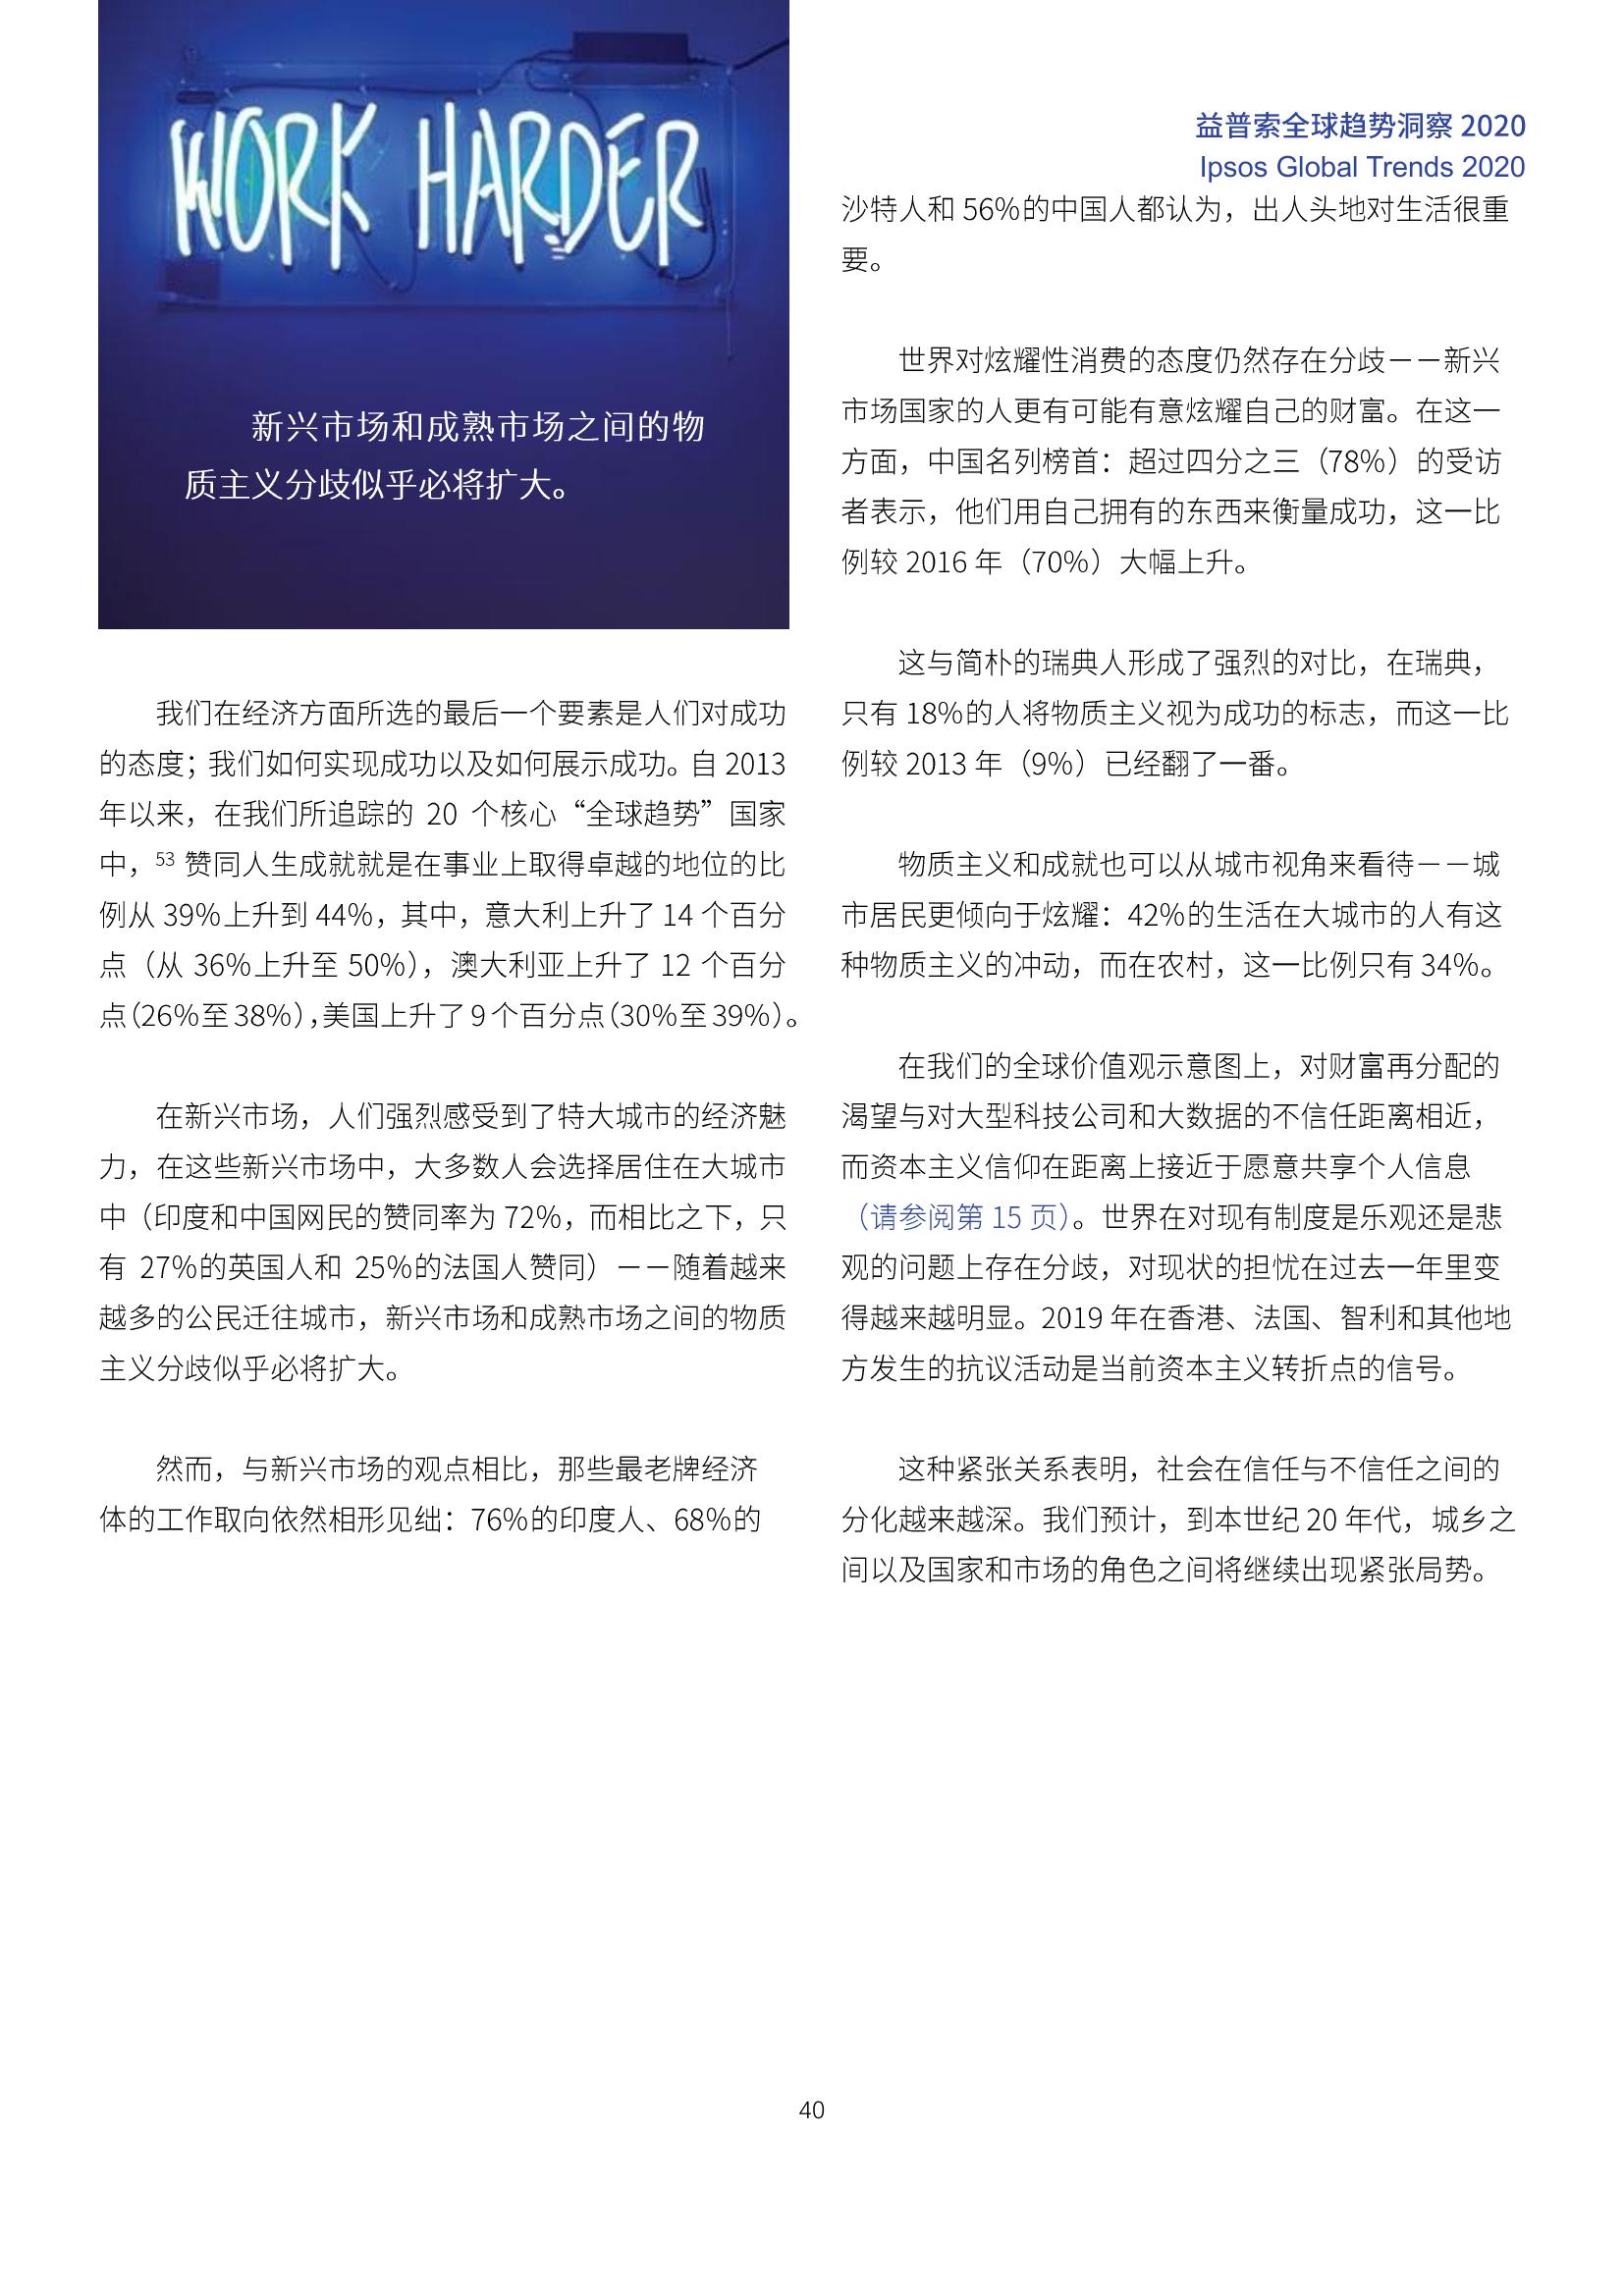 WORK HARDER
新兴市场和成熟市场之间的物
质主义分歧似乎必将扩大。
我们在经济方面所选的最后一个要素是人们对成功
的态度；我们如何实现成功以及如何展示成功。自 2013
年以来，在我们所追踪的 20 个核心“全球趋势”国家
中，53 赞同人生成就就是在事业上取得卓越的地位的比
例从 39%上升到 44%，其中，意大利上升了 14 个百分
点（从 36%上升至 50%），澳大利亚上升了 12 个百分
点（26%至 38%），美国上升了 9 个百分点（30%至 39%）。
在新兴市场，人们强烈感受到了特大城市的经济魅
力，在这些新兴市场中，大多数人会选择居住在大城市
中（印度和中国网民的赞同率为 72%，而相比之下，只
有 27%的英国人和 25%的法国人赞同）－－随着越来
越多的公民迁往城市，新兴市场和成熟市场之间的物质
主义分歧似乎必将扩大。
然而，与新兴市场的观点相比，那些最老牌经济
体的工作取向依然相形见绌：76%的印度人、68%的
益普索全球趋势洞察 2020
Ipsos Global Trends 2020
沙特人和 56%的中国人都认为，出人头地对生活很重
要。
世界对炫耀性消费的态度仍然存在分歧－－新兴
市场国家的人更有可能有意炫耀自己的财富。在这一
方面，中国名列榜首：超过四分之三（78%）的受访
者表示，他们用自己拥有的东西来衡量成功，这一比
例较 2016 年（70%）大幅上升。
这与简朴的瑞典人形成了强烈的对比，在瑞典，
只有 18%的人将物质主义视为成功的标志，而这一比
例较 2013 年（9%）已经翻了一番。
物质主义和成就也可以从城市视角来看待－－城
市居民更倾向于炫耀：42%的生活在大城市的人有这
种物质主义的冲动，而在农村，这一比例只有 34%。
在我们的全球价值观示意图上，对财富再分配的
渴望与对大型科技公司和大数据的不信任距离相近，
而资本主义信仰在距离上接近于愿意共享个人信息
（请参阅第 15 页）。世界在对现有制度是乐观还是悲
观的问题上存在分歧，对现状的担忧在过去一年里变
得越来越明显。2019 年在香港、法国、智利和其他地
方发生的抗议活动是当前资本主义转折点的信号。
这种紧张关系表明，社会在信任与不信任之间的
分化越来越深。我们预计，到本世纪 20 年代，城乡之
间以及国家和市场的角色之间将继续出现紧张局势。
40